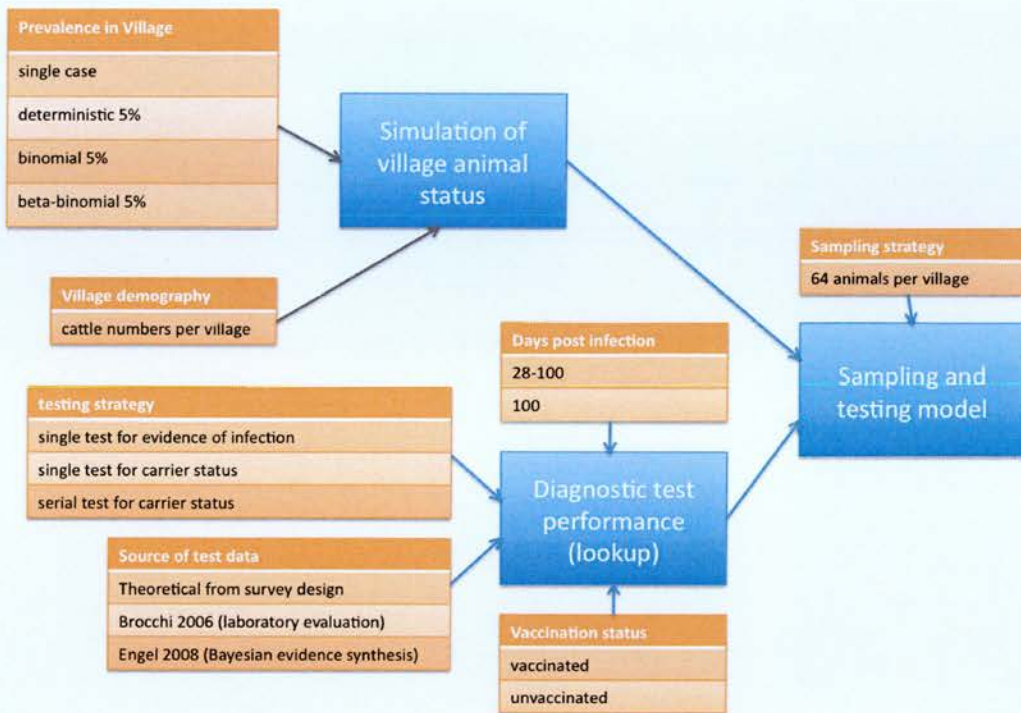 Prevalence in Village
single case
deterministic 5%
binomial 5%
beta-binomial 5%
Simulation of
village animal
status
Village demography
cattle numbers per village
Sampling strategy
64 animals per village
Sampling and
testing model
Days post infection
28-100
100
testing strategy
single test for evidence of infection
single test for carrier status
serial test for carrier status
Diagnostic test
performance
(lookup)
Source of test data
Theoretical from survey design
Brocchi 2006 (laboratory evaluation)
Engel 2008 (Bayesian evidence synthesis)
Vaccination status
vaccinated
unvaccinated